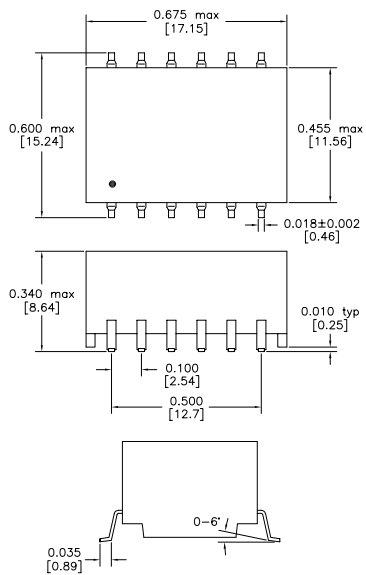 0.675 max
[17.15]
0.600 max
[15.24]
0.455 max
[11.56]
0.018±0.002
[0.46]
0.340 max
[8.64]
0.010 typ
[0.25]
0.100
[2.54]
0.500
[12.7]
0-6°
0.035
[0.89]